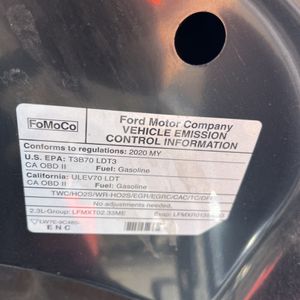 FoMoCo
Ford Motor Company
VEHICLE EMISSION
CONTROL INFORMATION
Conforms to regulations: 2020 MY
U.S. EPA: T3B70 LDT3
CA OBD II Fuel: Gasoline
California: ULEV70 LDT
CA OBD II Fuel: Gasoline
TWC/HO2S/WR-HO2S/EGR/EGRC/CAC/TC/DFI
No adjustments needed.
2.3L-Group: LFMXT02.33ME Evap:
ENC